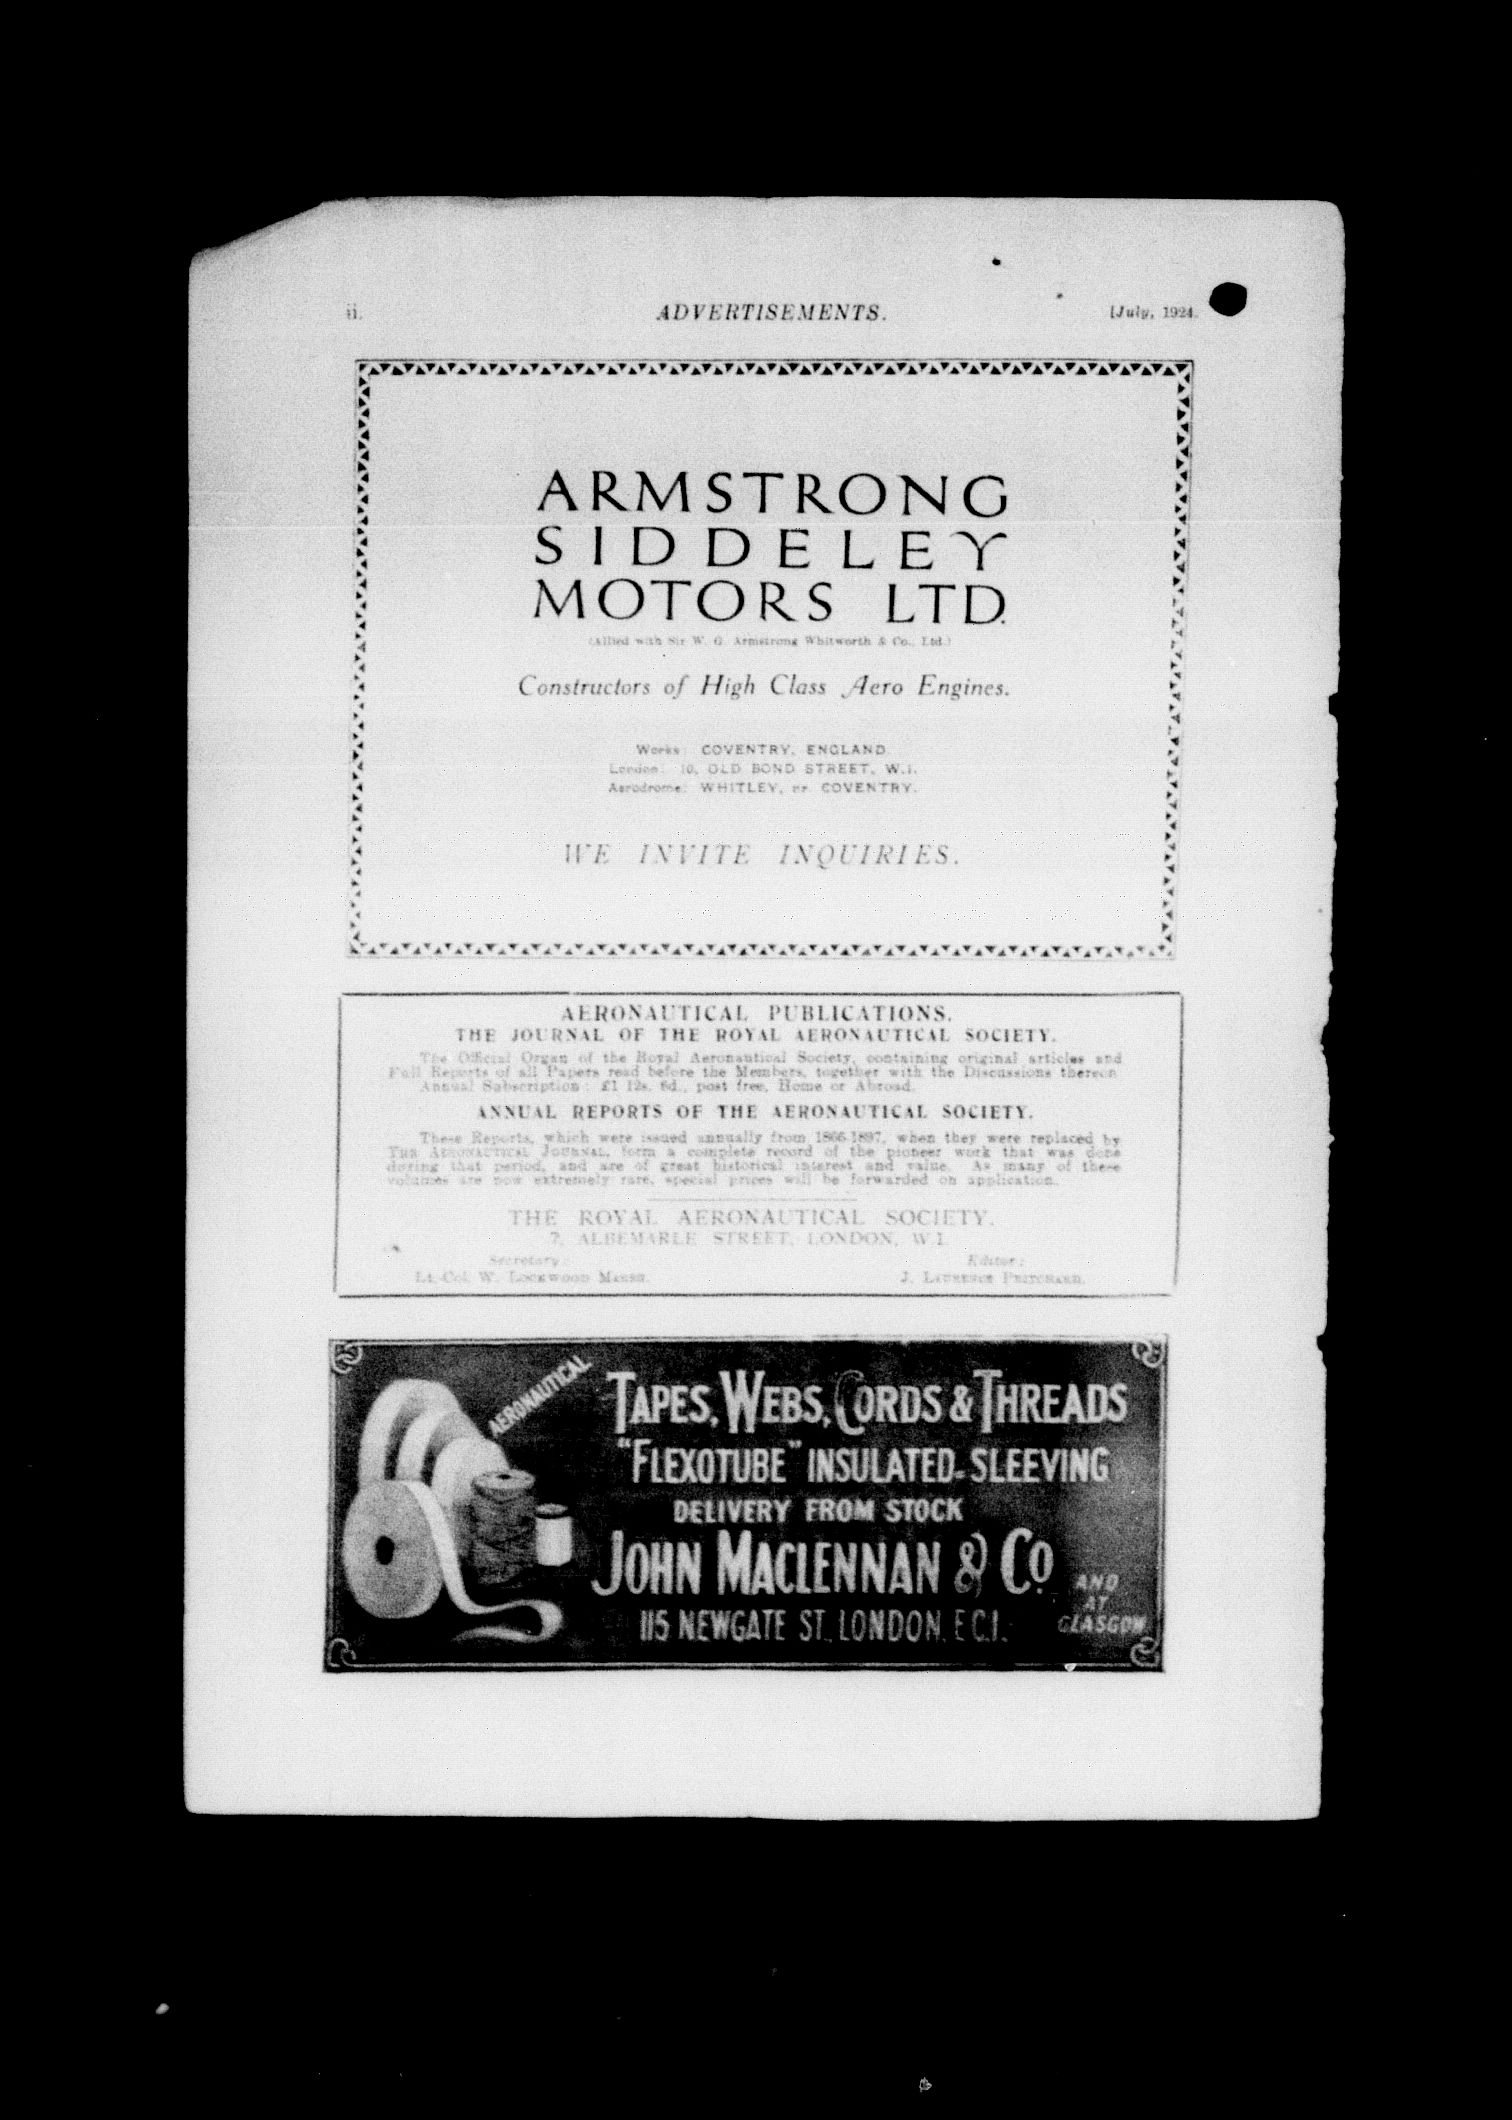 ii.
ADVERTISEMENTS.
[July, 1924.
ARMSTRONG
SIDDELEY
MOTORS LTD.
(Allied with Sir W. G. Armstrong Whitworth & Co., Ltd.)
Constructors of High Class Aero Engines.
Works: COVENTRY, ENGLAND.
London: 10, OLD BOND STREET, W.1.
Aerodrome: WHITLEY, nr. COVENTRY.
WE INVITE INQUIRIES.
AERONAUTICAL PUBLICATIONS.
THE JOURNAL OF THE ROYAL AERONAUTICAL SOCIETY.
The Official Organ of the Royal Aeronautical Society, containing original articles and
Full Reports of all Papers read before the Members, together with the Discussions thereon.
Annual Subscription: £1 12s. 6d., post free, Home or Abroad.
ANNUAL REPORTS OF THE AERONAUTICAL SOCIETY.
These Reports, which were issued annually from 1866-1897, when they were replaced by
THE AERONAUTICAL JOURNAL, form a complete record of the pioneer work that was done
during that period, and are of great historical interest and value. As many of these
volumes are now extremely rare, special prices will be forwarded on application.
THE ROYAL AERONAUTICAL SOCIETY.
7, ALBEMARLE STREET, LONDON, W.1.
Secretary:
Editor:
Lt.-Col. W. LOCKWOOD MARSH.
J. LAURENCE PRITCHARD.
AERONAUTICAL
TAPES, WEBS, CORDS & THREADS
"FLEXOTUBE" INSULATED-SLEEVING
DELIVERY FROM STOCK
JOHN MACLENNAN & Co.
AND
AT
GLASGOW
115 NEWGATE ST., LONDON. E.C.1.